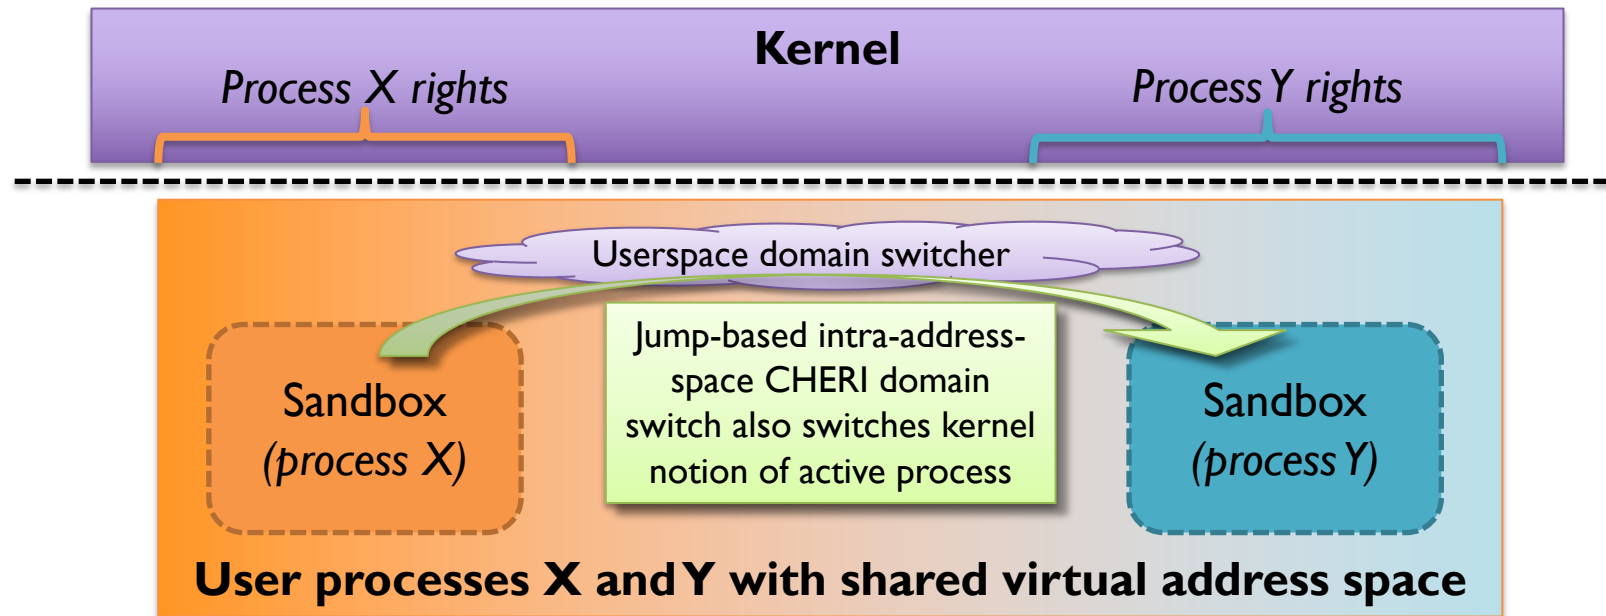 Kernel
Process X rights
Process Y rights
Userspace domain switcher
Sandbox
(process X)
Jump-based intra-address-
space CHERI domain
switch also switches kernel
notion of active process
Sandbox
(process Y)
User processes X and Y with shared virtual address space